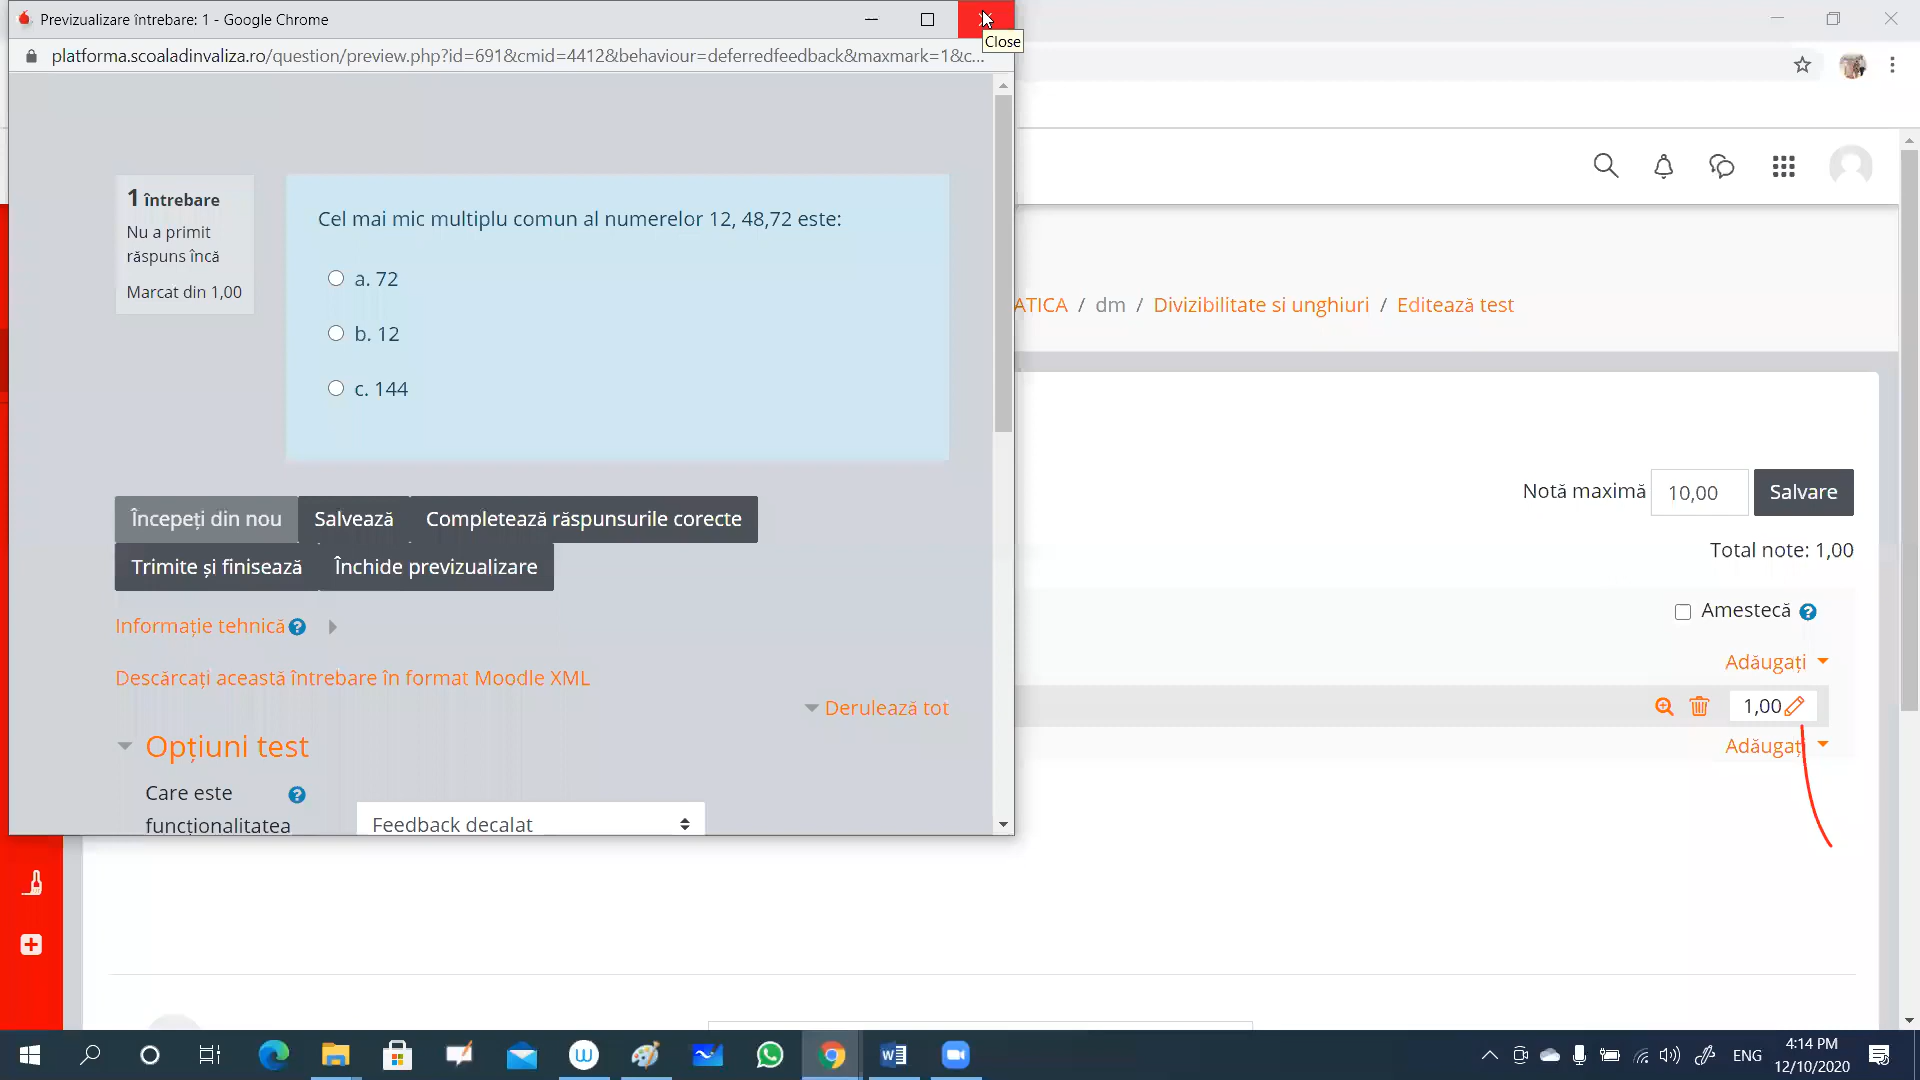 Previzualizare întrebare: 1 - Google Chrome
Close
platforma.scoaladinvaliza.ro/question/preview.php?id=691&cmid=4412&behaviour=deferredfeedback&maxmark=1&c...
1 întrebare
Nu a primit
răspuns încă
Marcat din 1,00
Cel mai mic multiplu comun al numerelor 12, 48,72 este:
a. 72
b. 12
c. 144
Începeți din nou
Salvează
Completează răspunsurile corecte
Trimite și finisează
Închide previzualizare
Informație tehnică
Descărcați această întrebare în format Moodle XML
Derulează tot
Opțiuni test
Care este
funcționalitatea
Feedback decalat
ATICA / dm / Divizibilitate si unghiuri / Editează test
Notă maximă 10,00 Salvare
Total note: 1,00
Amestecă
Adăugați
1,00
Adăugați
ENG
4:14 PM
12/10/2020